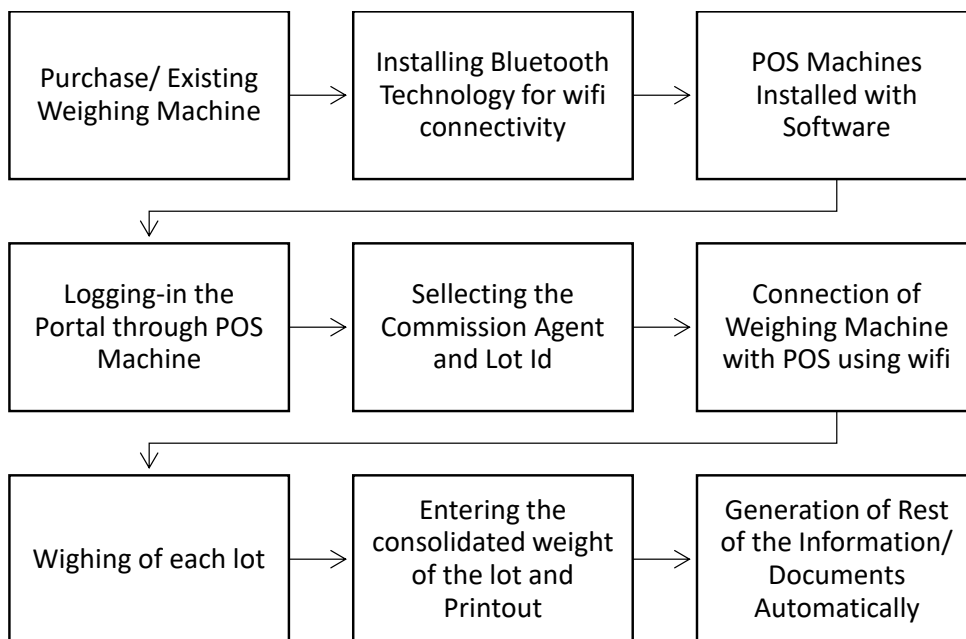 Purchase/ Existing
Weighing Machine
Installing Bluetooth
Technology for wifi
connectivity
POS Machines
Installed with
Software
Logging-in the
Portal through POS
Machine
Sellecting the
Commission Agent
and Lot Id
Connection of
Weighing Machine
with POS using wifi
Wighing of each lot
Entering the
consolidated weight
of the lot and
Printout
Generation of Rest
of the Information/
Documents
Automatically